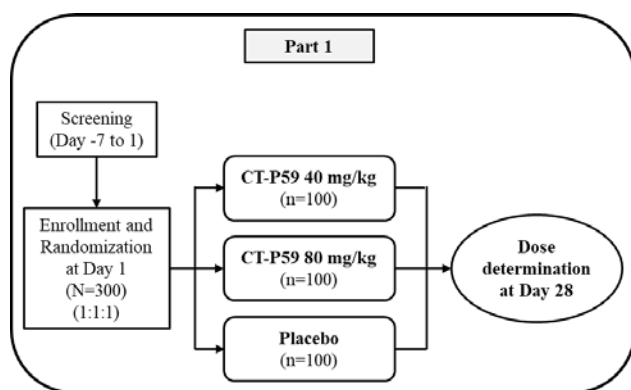 Part 1
Screening
(Day -7 to 1)
Enrollment and
Randomization
at Day 1
(N=300)
(1:1:1)
CT-P59 40 mg/kg
(n=100)
CT-P59 80 mg/kg
(n=100)
Placebo
(n=100)
Dose
determination
at Day 28